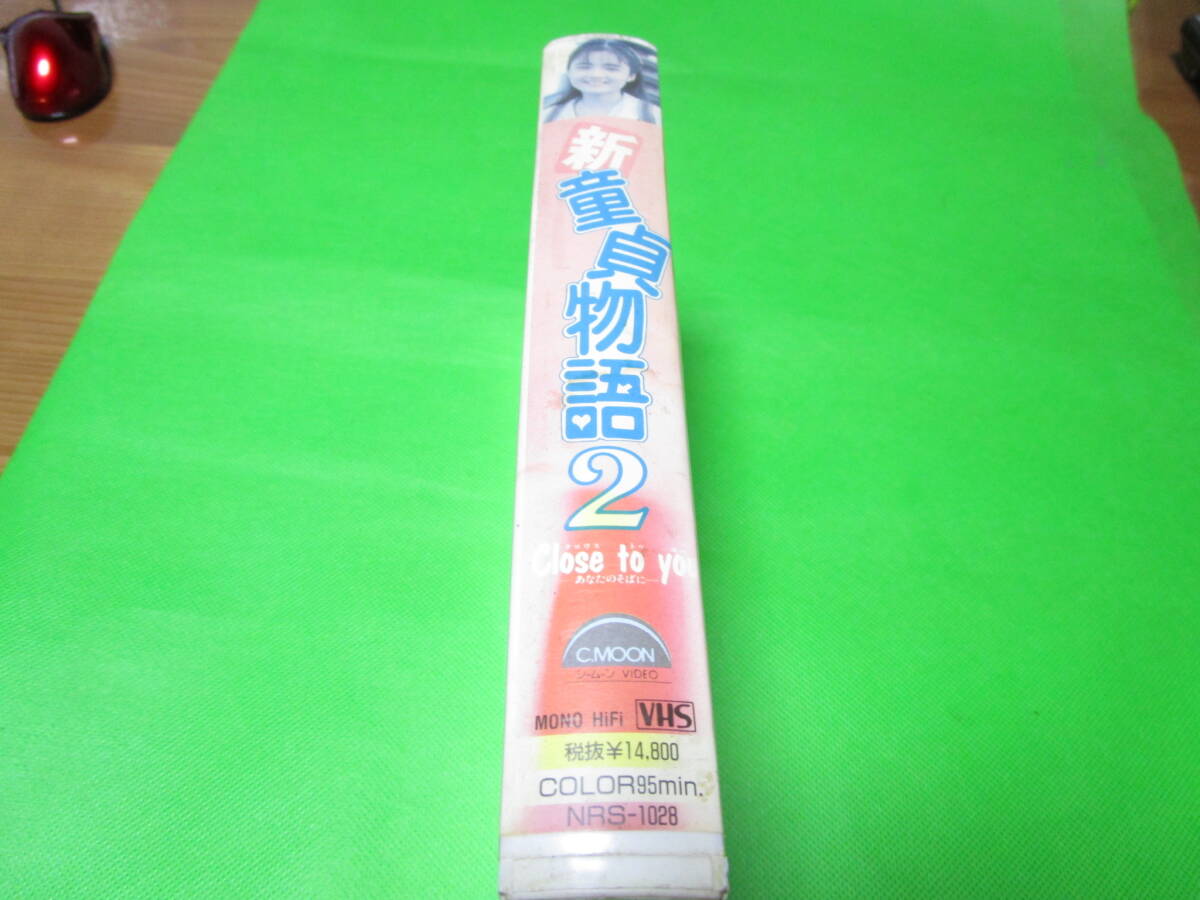 新童貞物語2
Close to you
あなたのそばに
C.MOON
シームーン VIDEO
MONO HiFi VHS
税抜¥14,800
COLOR95min.
NRS-1028